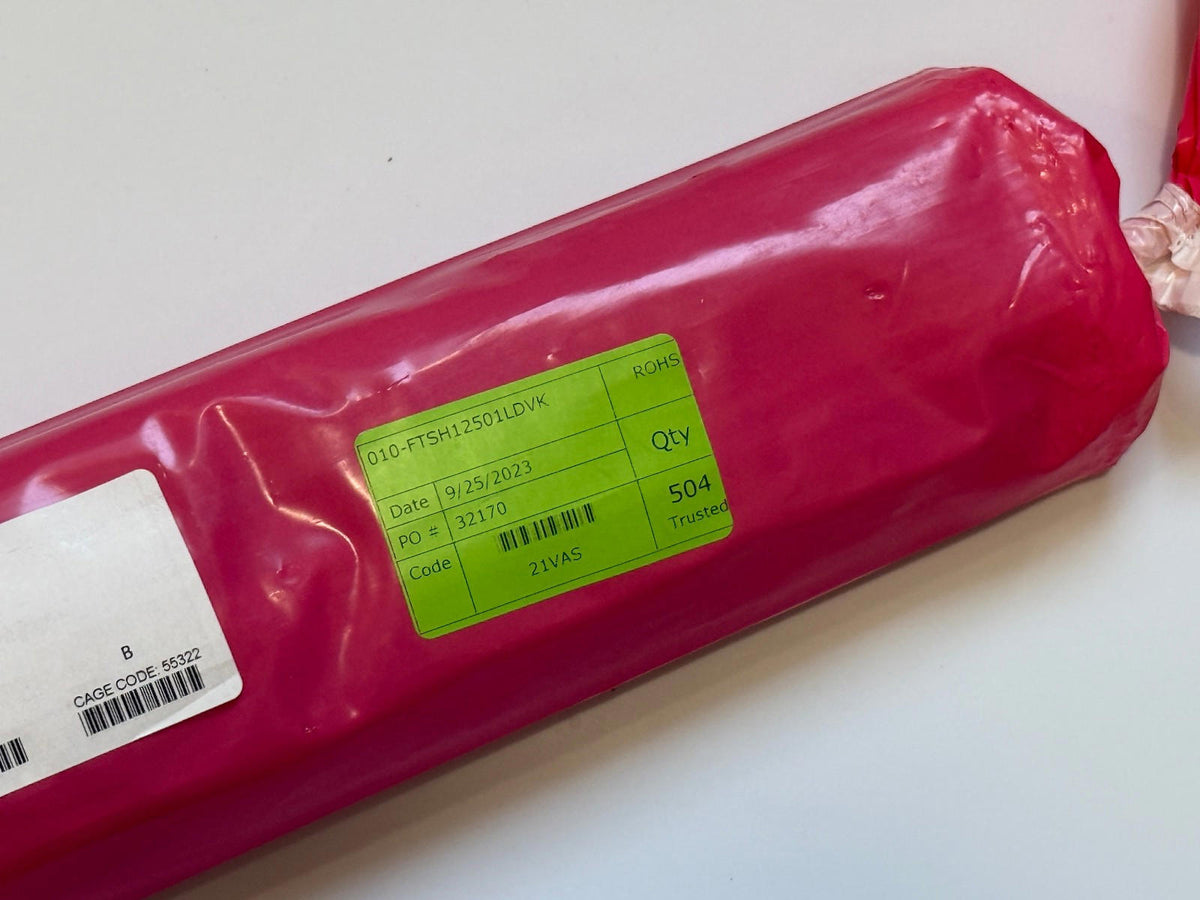 010-FTSH12501LDVK
ROHS
Date 9/25/2023
Qty
PO # 32170
504
Code
21VAS
Trusted
B
CAGE CODE: 55322